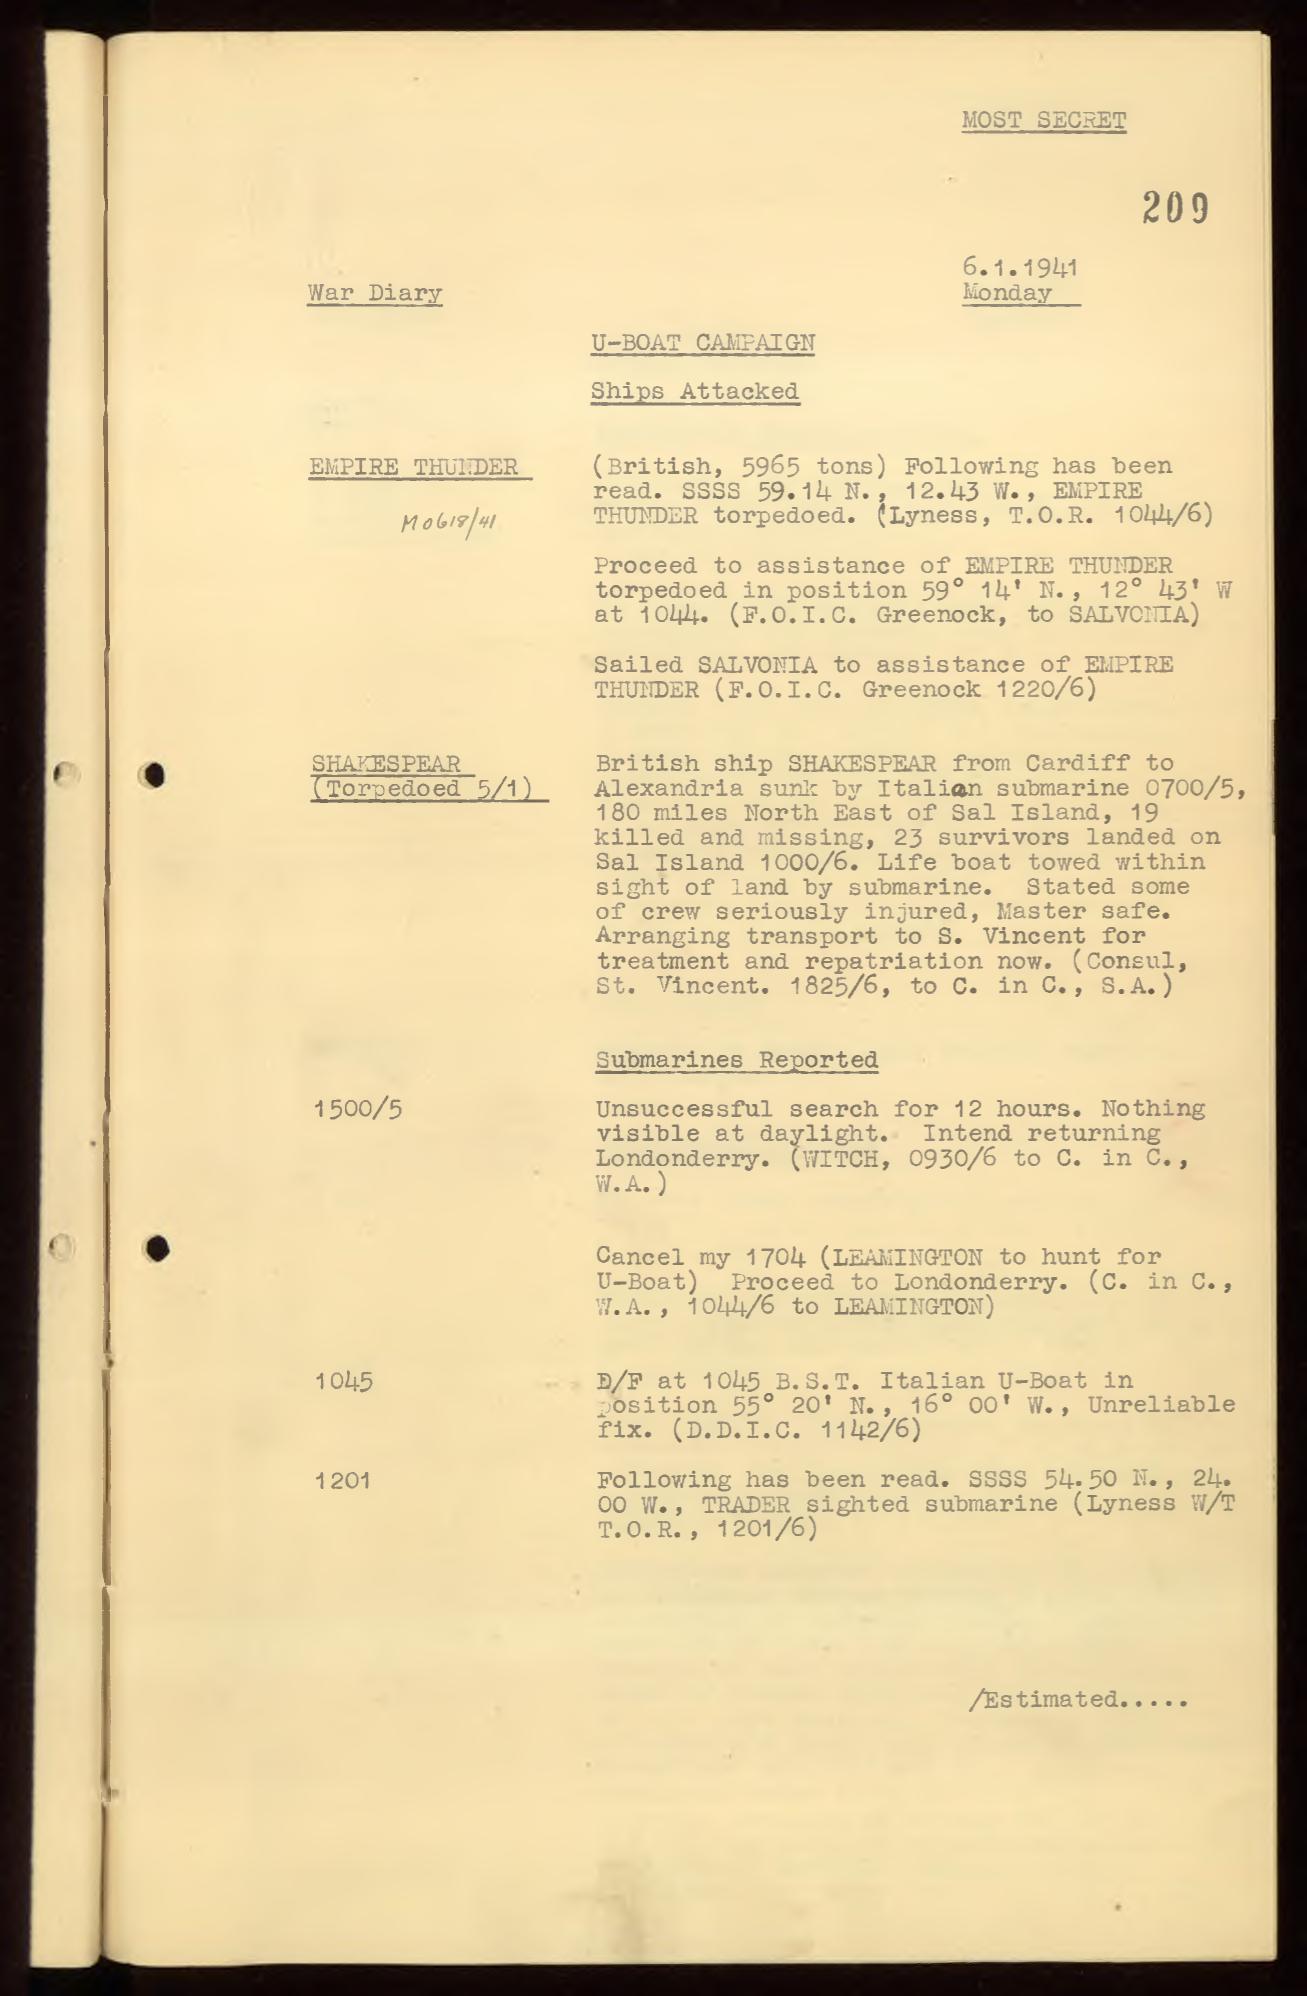 MOST SECRET
209
6.1.1941
War Diary
Monday
U-BOAT CAMPAIGN
Ships Attacked
EMPIRE THUNDER
M0618/41
(British, 5965 tons) Following has been
read. SSSS 59.14 N., 12.43 W., EMPIRE
THUNDER torpedoed. (Lyness, T.O.R. 1044/6)
Proceed to assistance of EMPIRE THUNDER
torpedoed in position 59° 14' N., 12° 43' W
at 1044. (F.O.I.C. Greenock, to SALVONIA)
Sailed SALVONIA to assistance of EMPIRE
THUNDER (F.O.I.C. Greenock 1220/6)
SHAKESPEAR
(Torpedoed 5/1)
British ship SHAKESPEAR from Cardiff to
Alexandria sunk by Italian submarine 0700/5,
180 miles North East of Sal Island, 19
killed and missing, 23 survivors landed on
Sal Island 1000/6. Life boat towed within
sight of land by submarine. Stated some
of crew seriously injured, Master safe.
Arranging transport to S. Vincent for
treatment and repatriation now. (Consul,
St. Vincent. 1825/6, to C. in C., S.A.)
Submarines Reported
1500/5
Unsuccessful search for 12 hours. Nothing
visible at daylight. Intend returning
Londonderry. (WITCH, 0930/6 to C. in C.,
W.A.)
Cancel my 1704 (LEAMINGTON to hunt for
U-Boat) Proceed to Londonderry. (C. in C.,
W.A., 1044/6 to LEAMINGTON)
1045
D/F at 1045 B.S.T. Italian U-Boat in
position 55° 20' N., 16° 00' W., Unreliable
fix. (D.D.I.C. 1142/6)
1201
Following has been read. SSSS 54.50 N., 24.
00 W., TRADER sighted submarine (Lyness W/T
T.O.R., 1201/6)
/Estimated.....